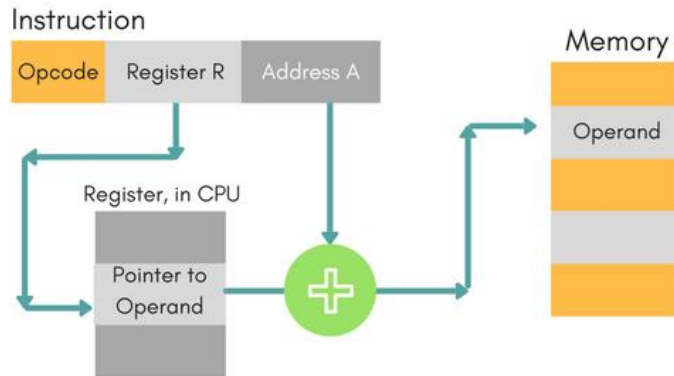 Instruction
Opcode Register R Address A
Memory
Operand
Register, in CPU
Pointer to
Operand